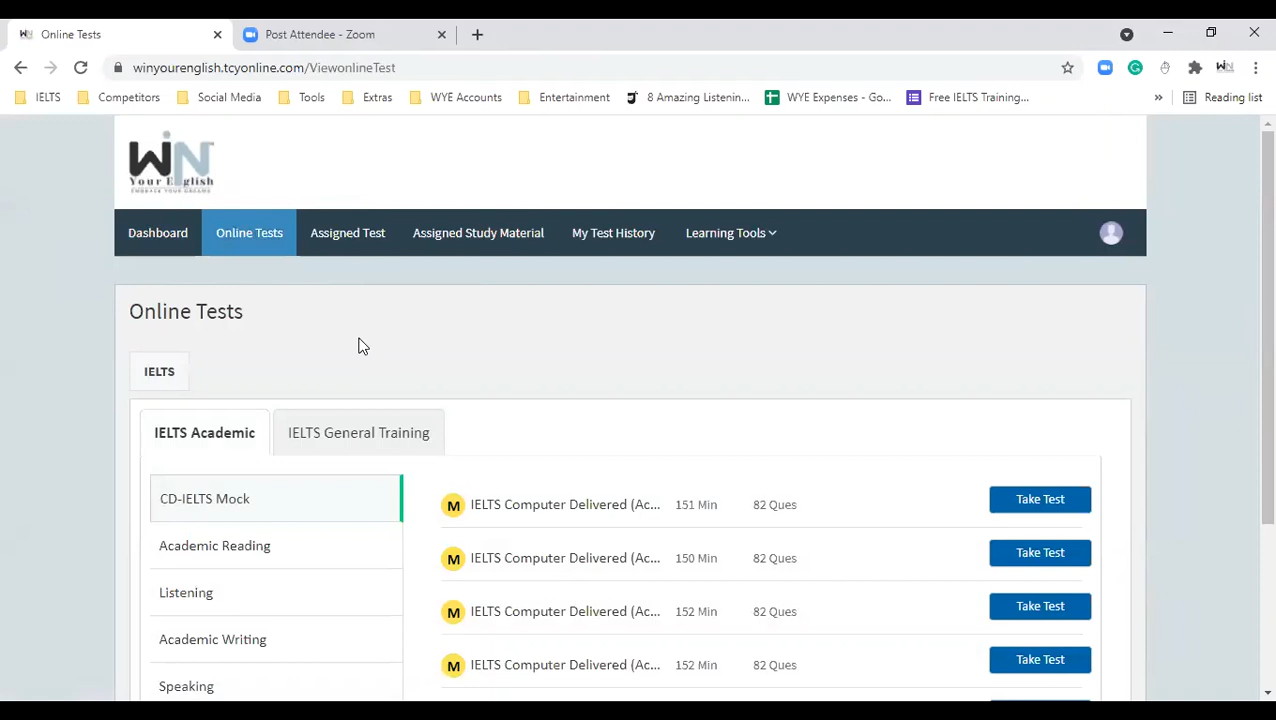 Online Tests
Post Attendee - Zoom
winyourenglish.tcyonline.com/ViewonlineTest
IELTS
Competitors
Social Media
Tools
Extras
WYE Accounts
Entertainment
8 Amazing Listenin...
WYE Expenses - Go...
Free IELTS Training...
»
Reading list
WiN
Your English
EMBRACE YOUR DREAMS
Dashboard
Online Tests
Assigned Test
Assigned Study Material
My Test History
Learning Tools
Online Tests
IELTS
IELTS Academic
IELTS General Training
CD-IELTS Mock
Academic Reading
Listening
Academic Writing
Speaking
M IELTS Computer Delivered (Ac... 151 Min 82 Ques Take Test
M IELTS Computer Delivered (Ac... 150 Min 82 Ques Take Test
M IELTS Computer Delivered (Ac... 152 Min 82 Ques Take Test
M IELTS Computer Delivered (Ac... 152 Min 82 Ques Take Test